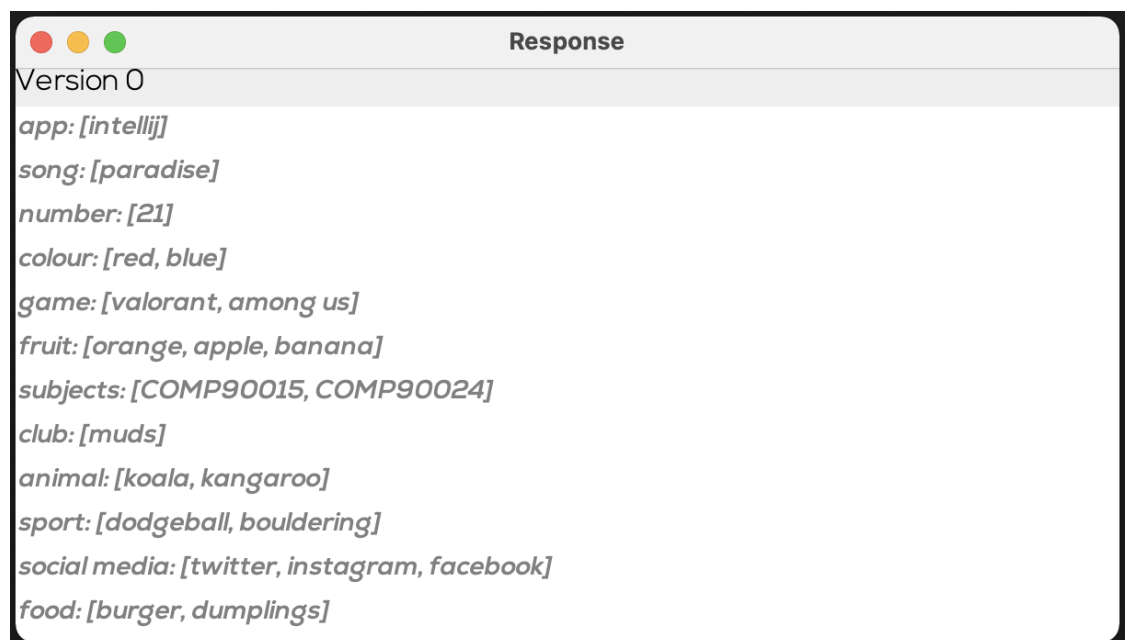 Response
Version 0
app: [intellij]
song: [paradise]
number: [21]
colour: [red, blue]
game: [valorant, among us]
fruit: [orange, apple, banana]
subjects: [COMP90015, COMP90024]
club: [muds]
animal: [koala, kangaroo]
sport: [dodgeball, bouldering]
social media: [twitter, instagram, facebook]
food: [burger, dumplings]